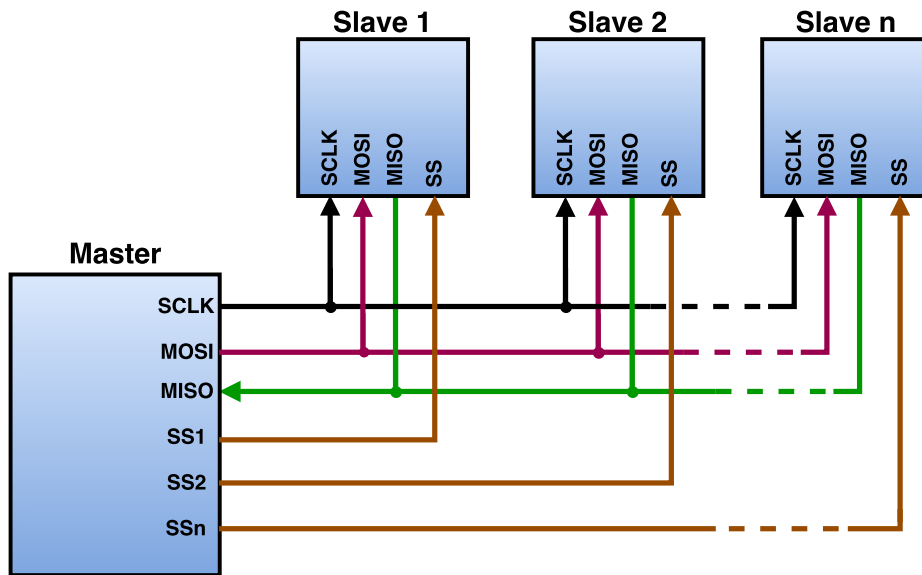 Slave 1
Slave 2
Slave n
SCLK
MOSI
MISO
SS
SCLK
MOSI
MISO
SS
SCLK
MOSI
MISO
SS
Master
SCLK
MOSI
MISO
SS1
SS2
SSn